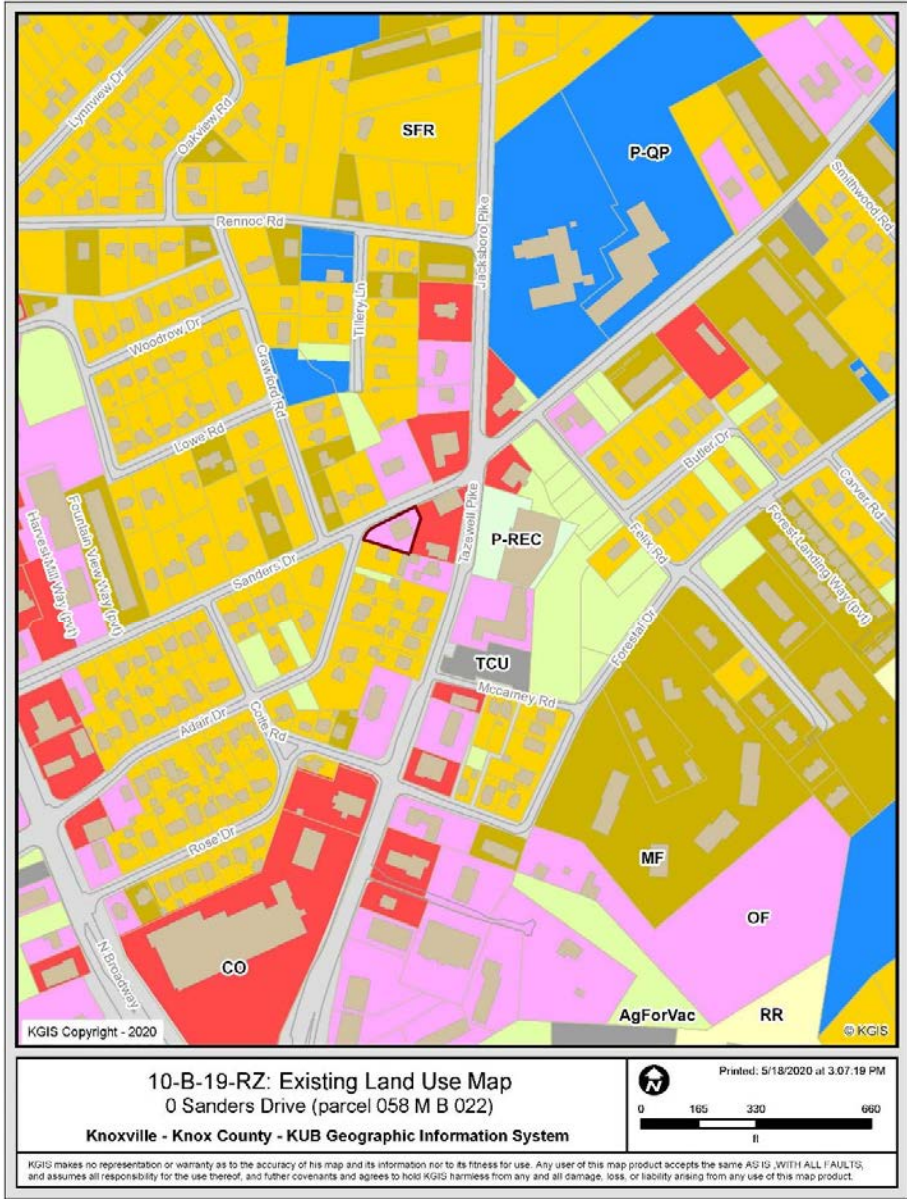 Lynnview Dr
Oakview Rd
SFR
P-QP
Smithwood Rd
Rennoc Rd
Jacksboro Pike
Tillery Ln
Woodrow Dr
Crawford Rd
Lowe Rd
Butler Dr
Carver Rd
Fountain View Way (pvt)
Harvest Mill Way (pvt)
Sanders Dr
Tazewell Pike
P-REC
Felix Rd
Forest Landing Way (pvt)
Forestal Dr
TCU
Mccamey Rd
Adair Dr
Cotte Rd
Rose Dr
MF
OF
N Broadway
CO
AgForVac
RR
KGIS Copyright - 2020
© KGIS
10-B-19-RZ: Existing Land Use Map
0 Sanders Drive (parcel 058 M B 022)
Knoxville - Knox County - KUB Geographic Information System
N
Printed: 5/18/2020 at 3:07:19 PM
0 165 330 660
ft
KGIS makes no representation or warranty as to the accuracy of his map and its information nor to its fitness for use. Any user of this map product accepts the same AS IS ,WITH ALL FAULTS,
and assumes all responsibility for the use thereof, and futher covenants and agrees to hold KGIS harmless from any and all damage, loss, or liability arising from any use of this map product.